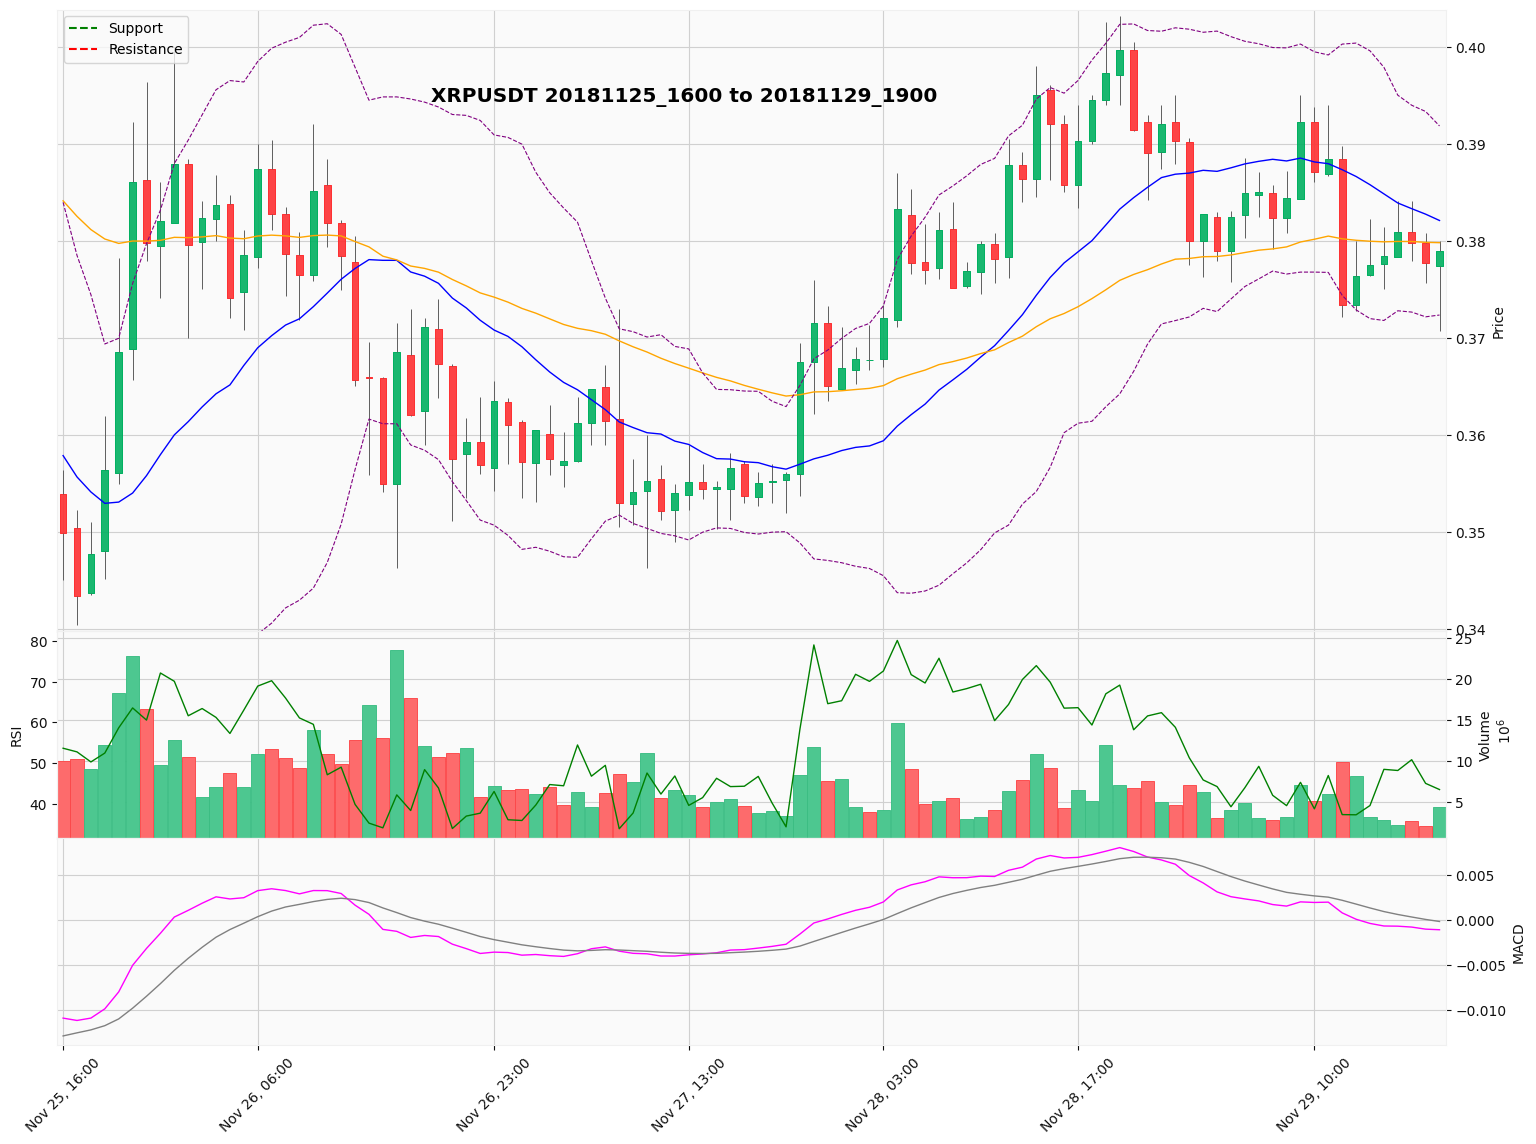 Support
Resistance
XRPUSDT 20181125_1600 to 20181129_1900
0.40
0.39
0.38
0.37
0.36
0.35
0.34
Price
80
70
60
50
40
RSI
25
20
15
10
5
Volume
10^6
0.005
0.000
−0.005
−0.010
MACD
Nov 25, 16:00
Nov 26, 06:00
Nov 26, 23:00
Nov 27, 13:00
Nov 28, 03:00
Nov 28, 17:00
Nov 29, 10:00